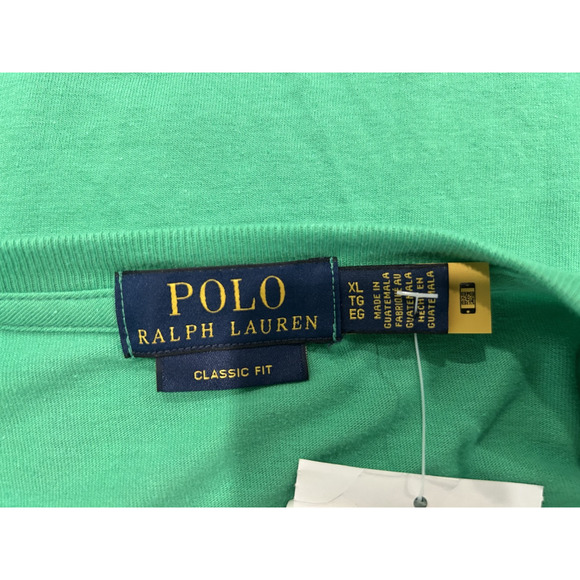 POLO
RALPH LAUREN
CLASSIC FIT
XL
TG
EG
MADE IN
GUATEMALA
FABRIQUÉ AU
GUATEMALA
HECHO EN
GUATEMALA